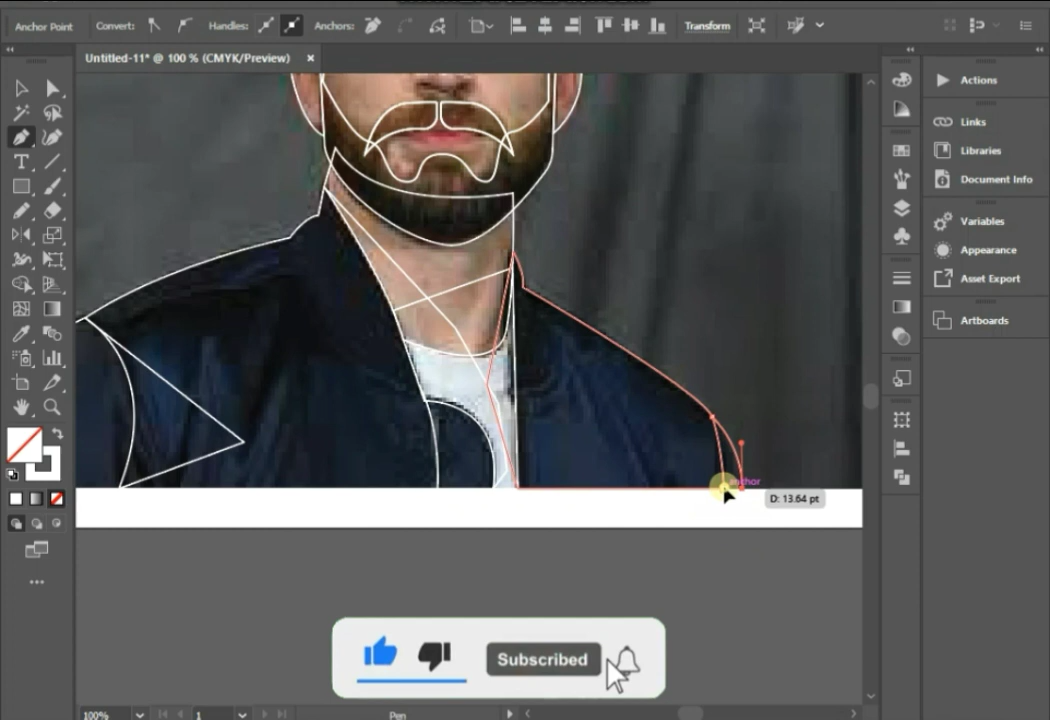 Anchor Point
Convert:
Handles:
Anchors:
Transform
Untitled-11* @ 100 % (CMYK/Preview) ×
Actions
Links
Libraries
Document Info
Variables
Appearance
Asset Export
Artboards
anchor
D: 13.64 pt
Subscribed
100%
1
Pen